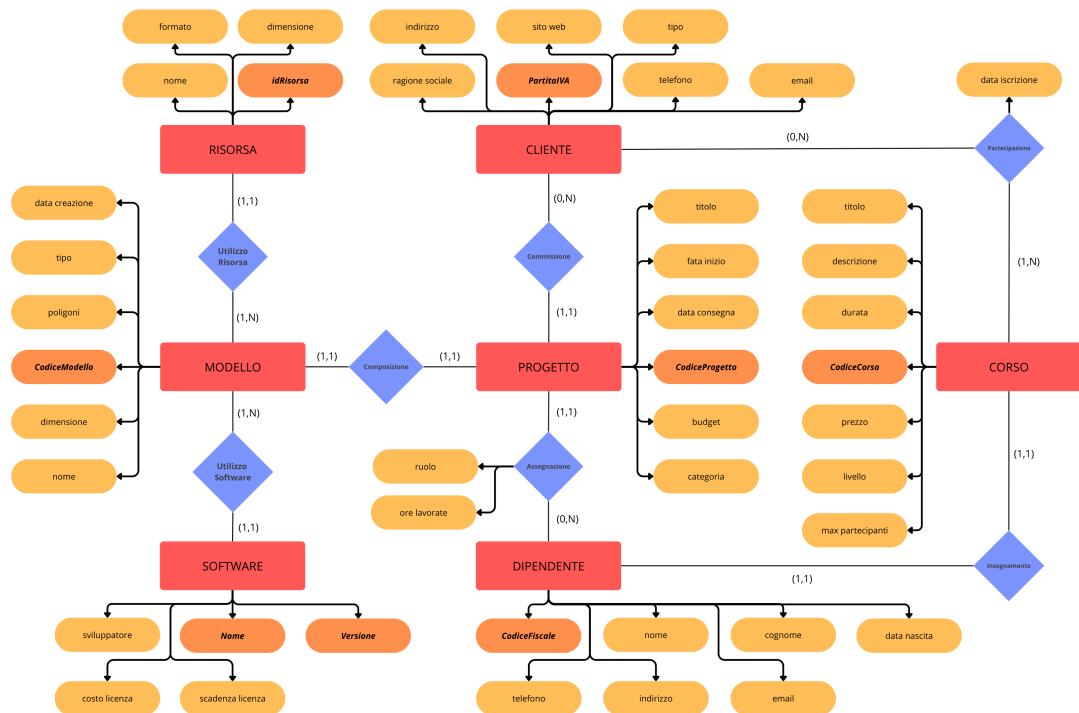 formato
dimensione
indirizzo
sito web
tipo
nome
idRisorsa
ragione sociale
PartitaIVA
telefono
email
data iscrizione
RISORSA
CLIENTE
(0,N)
Partecipazione
data creazione
(1,1)
(0,N)
titolo
titolo
tipo
Utilizzo
Risorsa
Commissione
fata inizio
descrizione
(1,N)
poligoni
(1,N)
(1,1)
data consegna
durata
CodiceModello
MODELLO
(1,1)
Composizione
(1,1)
PROGETTO
CodiceProgetto
CodiceCorso
CORSO
dimensione
(1,N)
(1,1)
budget
prezzo
(1,1)
nome
Utilizzo
Software
ruolo
Assegnazione
categoria
livello
ore lavorate
(1,1)
(0,N)
max partecipanti
SOFTWARE
DIPENDENTE
(1,1)
Insegnamento
sviluppatore
Nome
Versione
CodiceFiscale
nome
cognome
data nascita
costo licenza
scadenza licenza
telefono
indirizzo
email